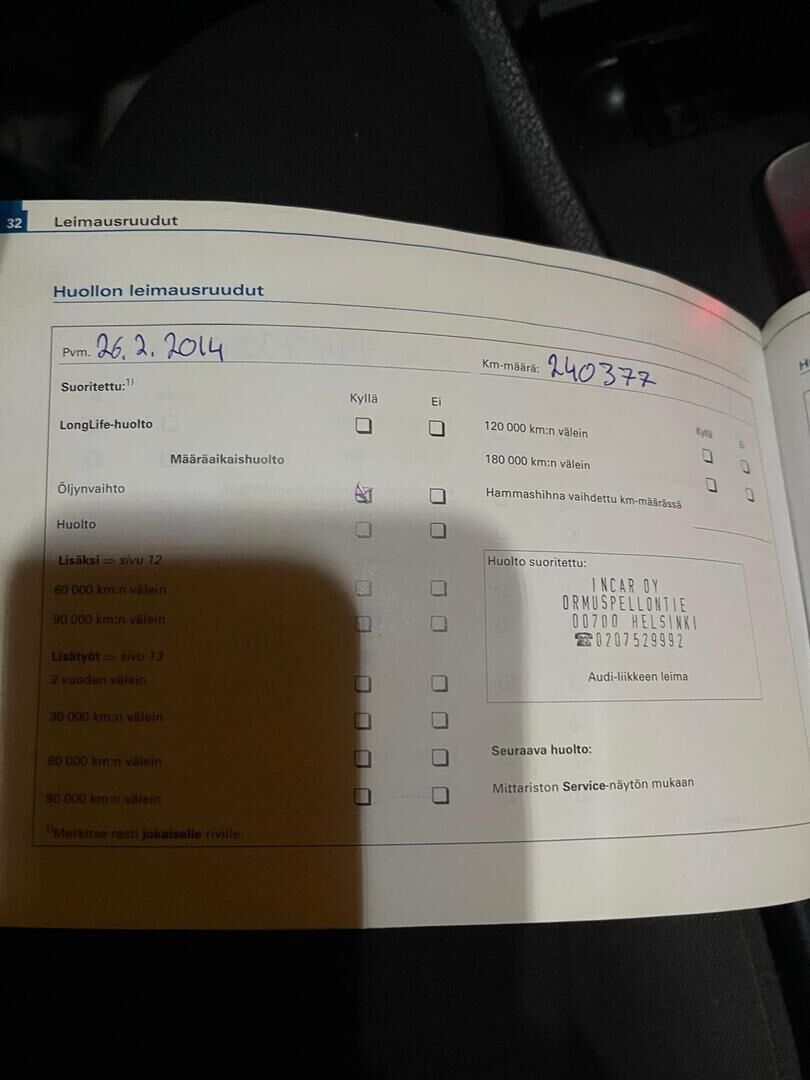 32 Leimausruudut
Huollon leimausruudut
Pvm. 26.2.2014
Km-määrä: 240377
Suoritettu:1)
Kyllä Ei
LongLife-huolto
Määräaikaishuolto
Öljynvaihto
Huolto
Lisäksi ⇒ sivu 12
60 000 km:n välein
90 000 km:n välein
Lisätyöt ⇒ sivu 13
2 vuoden välein
30 000 km:n välein
60 000 km:n välein
90 000 km:n välein
1)Merkitse rasti jokaiselle riville.
Kyllä Ei
120 000 km:n välein
180 000 km:n välein
Hammashihna vaihdettu km-määrässä
Huolto suoritettu:
INCAR OY
ORMUSPELLONTIE
00700 HELSINKI
☎0207529992
Audi-liikkeen leima
Seuraava huolto:
Mittariston Service-näytön mukaan